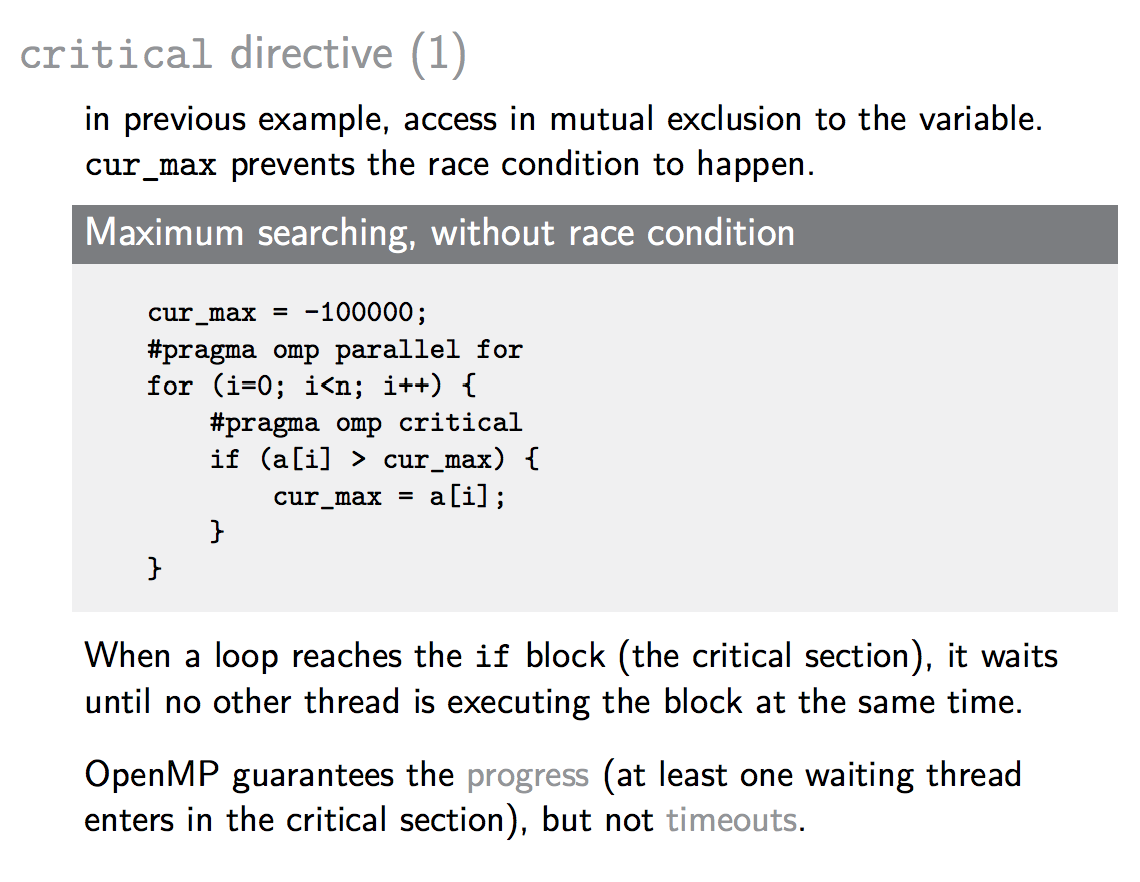 critical directive (1)
in previous example, access in mutual exclusion to the variable.
cur_max prevents the race condition to happen.
Maximum searching, without race condition
cur_max = -100000;
#pragma omp parallel for
for (i=0; i<n; i++) {
    #pragma omp critical
    if (a[i] > cur_max) {
        cur_max = a[i];
    }
}
When a loop reaches the if block (the critical section), it waits
until no other thread is executing the block at the same time.
OpenMP guarantees the progress (at least one waiting thread
enters in the critical section), but not timeouts.